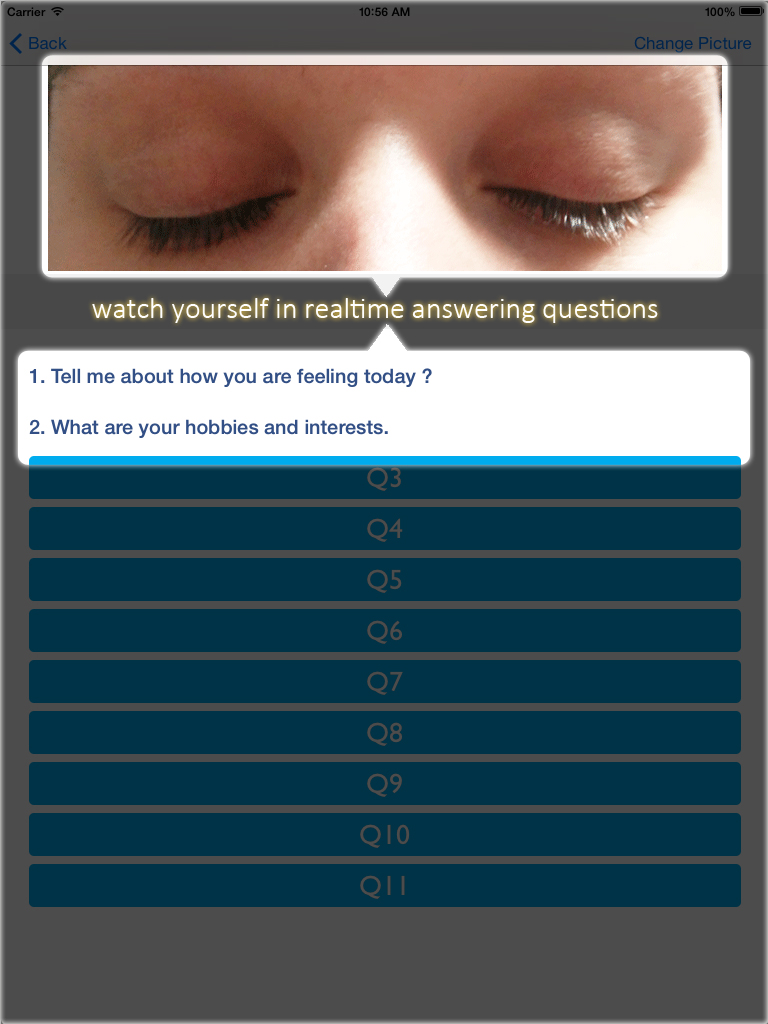 Carrier 10:56 AM 100%
Back Change Picture
watch yourself in realtime answering questions
1. Tell me about how you are feeling today ?
2. What are your hobbies and interests.
Q3
Q4
Q5
Q6
Q7
Q8
Q9
Q10
Q11